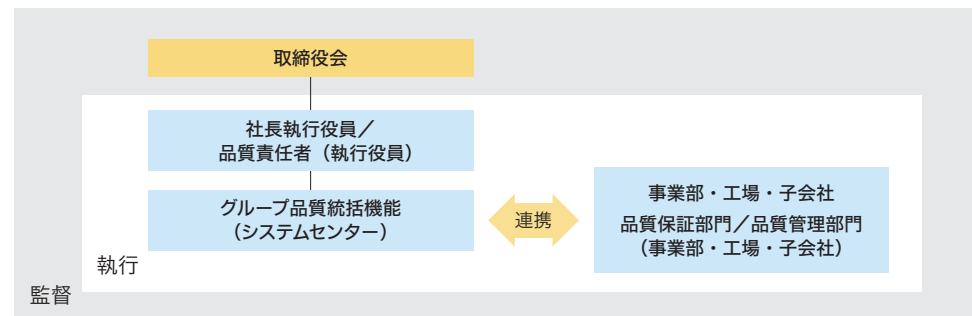 取締役会
社長執行役員／
品質責任者（執行役員）
グループ品質統括機能
（システムセンター）
連携
事業部・工場・子会社
品質保証部門／品質管理部門
（事業部・工場・子会社）
執行
監督